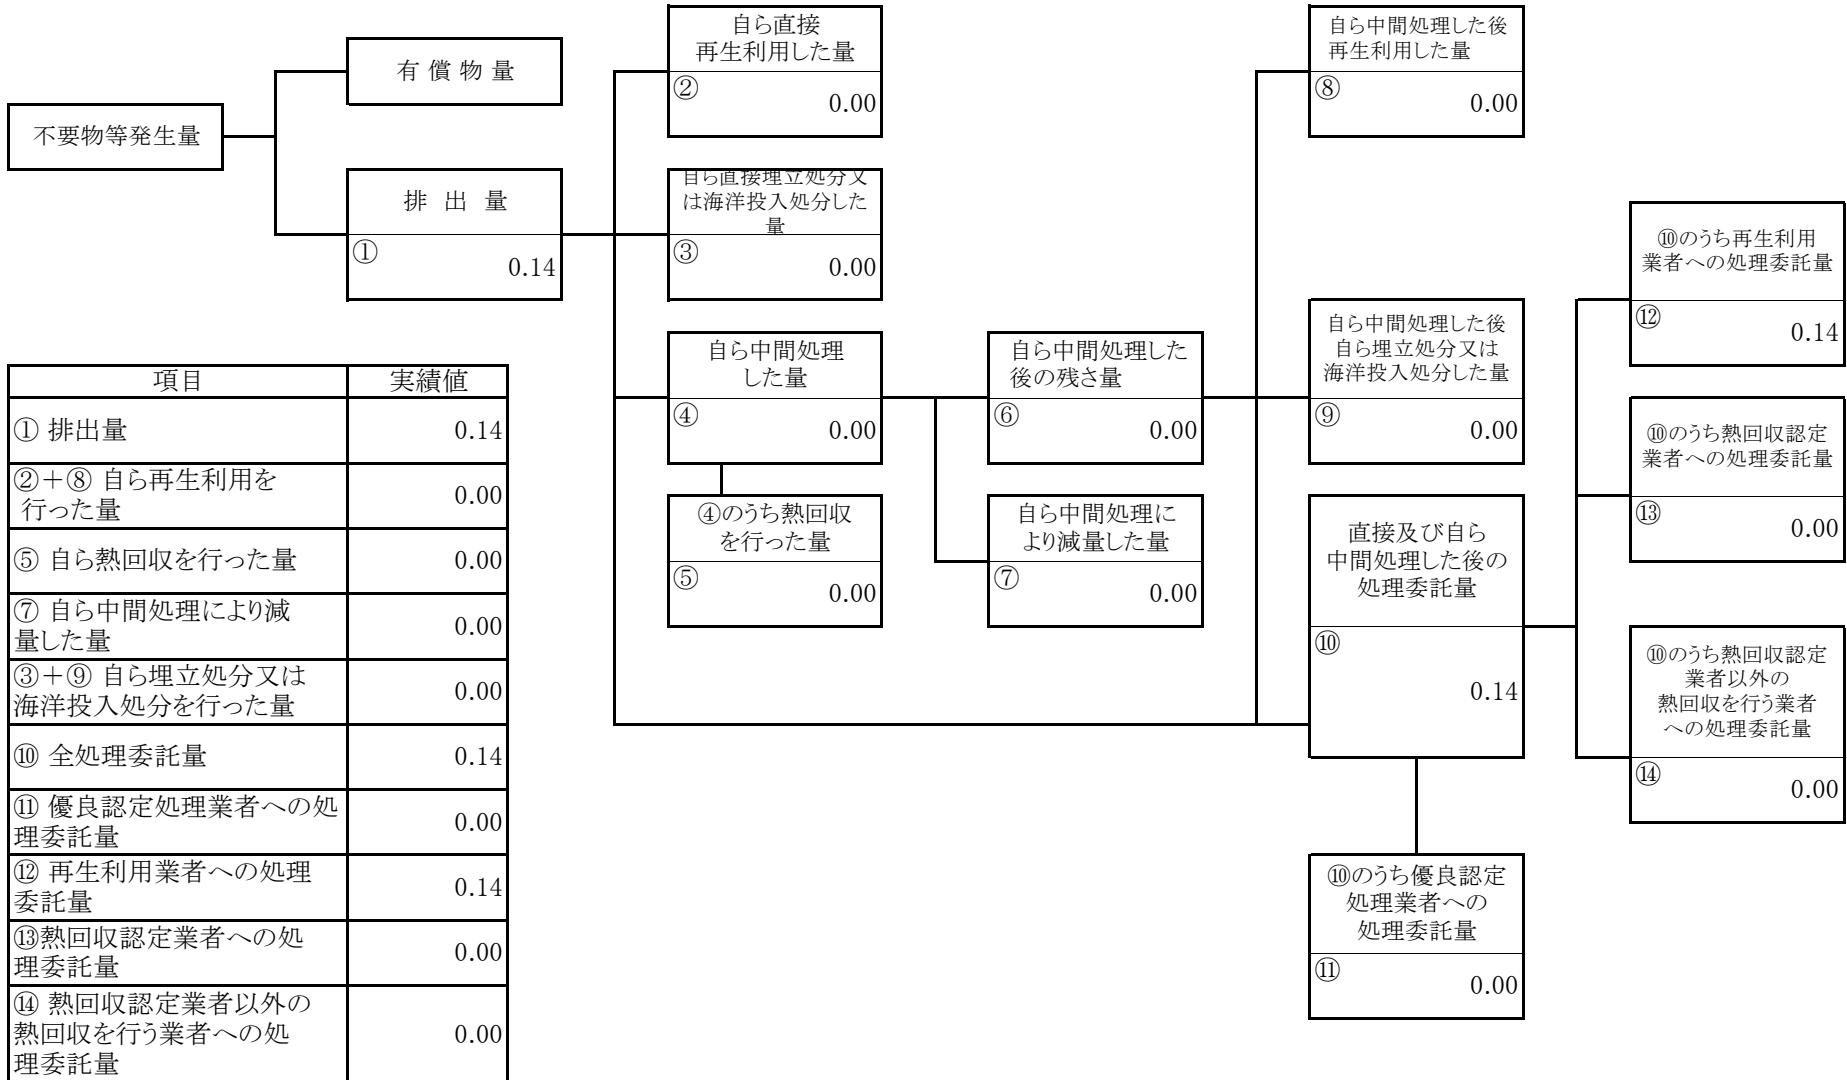 不要物等発生量
有 償 物 量
排 出 量
①
0.14
自ら直接
再生利用した量
②
0.00
自ら直接埋立処分又
は海洋投入処分した
量
③
0.00
自ら中間処理
した量
④
0.00
④のうち熱回収
を行った量
⑤
0.00
自ら中間処理した
後の残さ量
⑥
0.00
自ら中間処理に
より減量した量
⑦
0.00
自ら中間処理した後
再生利用した量
⑧
0.00
自ら中間処理した後
自ら埋立処分又は
海洋投入処分した量
⑨
0.00
直接及び自ら
中間処理した後の
処理委託量
⑩
0.14
⑩のうち優良認定
処理業者への
処理委託量
⑪
0.00
⑩のうち再生利用
業者への処理委託量
⑫
0.14
⑩のうち熱回収認定
業者への処理委託量
⑬
0.00
⑩のうち熱回収認定
業者以外の
熱回収を行う業者
への処理委託量
⑭
0.00
項目 実績値
① 排出量 0.14
②＋⑧ 自ら再生利用を
行った量 0.00
⑤ 自ら熱回収を行った量 0.00
⑦ 自ら中間処理により減
量した量 0.00
③＋⑨ 自ら埋立処分又は
海洋投入処分を行った量 0.00
⑩ 全処理委託量 0.14
⑪ 優良認定処理業者への処
理委託量 0.00
⑫ 再生利用業者への処理
委託量 0.14
⑬熱回収認定業者への処
理委託量 0.00
⑭ 熱回収認定業者以外の
熱回収を行う業者への処
理委託量 0.00